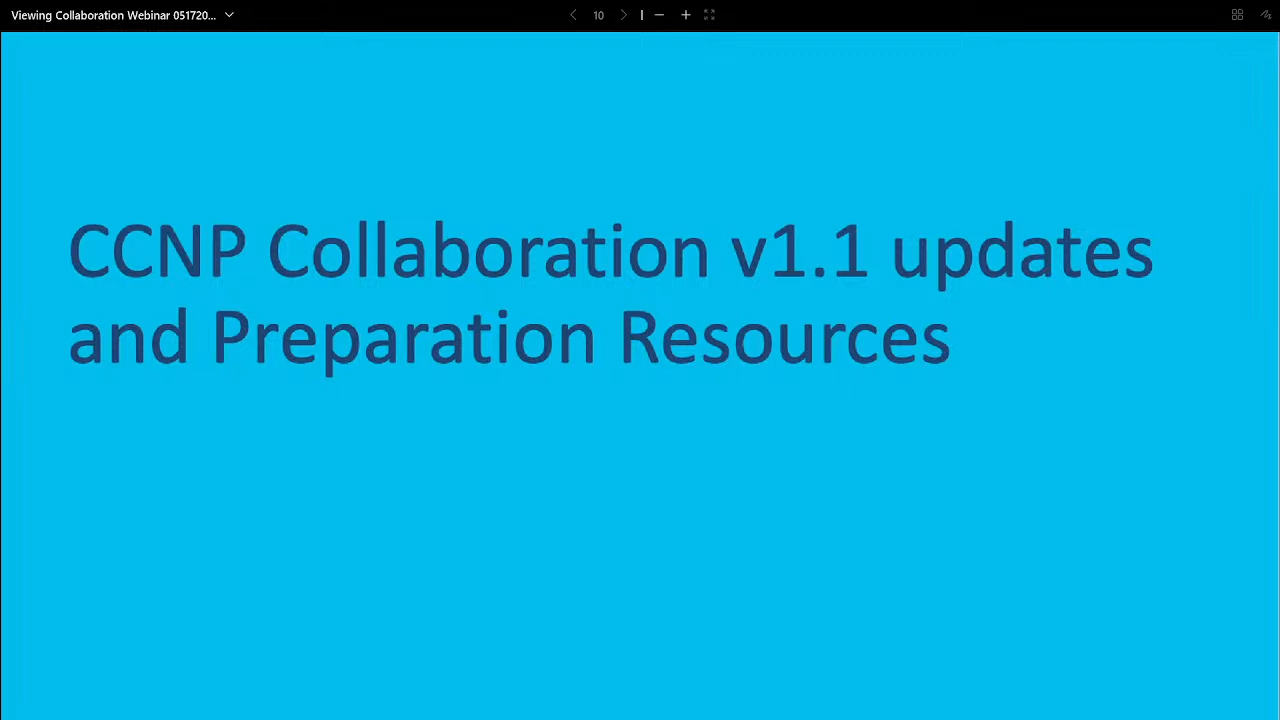 Viewing Collaboration Webinar 051720...
10
CCNP Collaboration v1.1 updates
and Preparation Resources